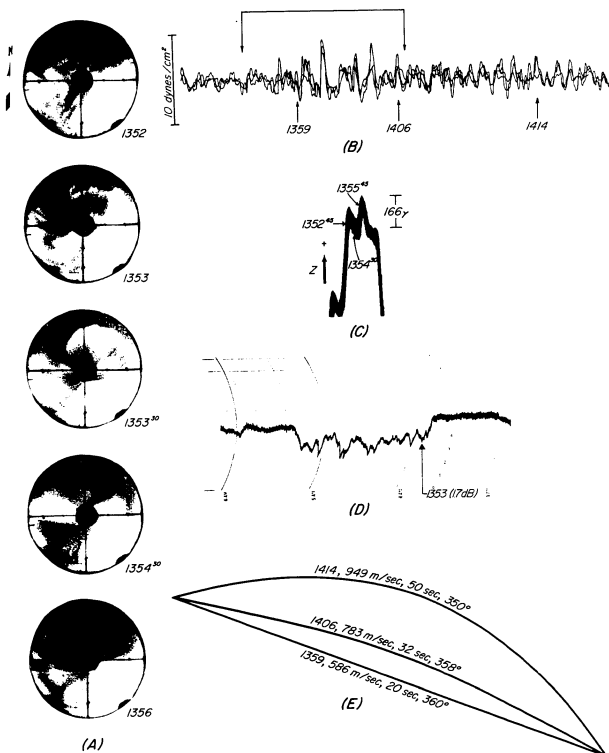 1352
1353
1353³⁰
1354³⁰
1356
(A)
10 dynes/cm²
1359
1406
1414
(B)
1355⁴⁵
1352⁴⁵
166γ
1354³⁰
Z
+
(C)
1353 (17dB)
(D)
1414, 949 m/sec, 50 sec, 350°
1406, 783 m/sec, 32 sec, 358°
1359, 586 m/sec, 20 sec, 360°
(E)